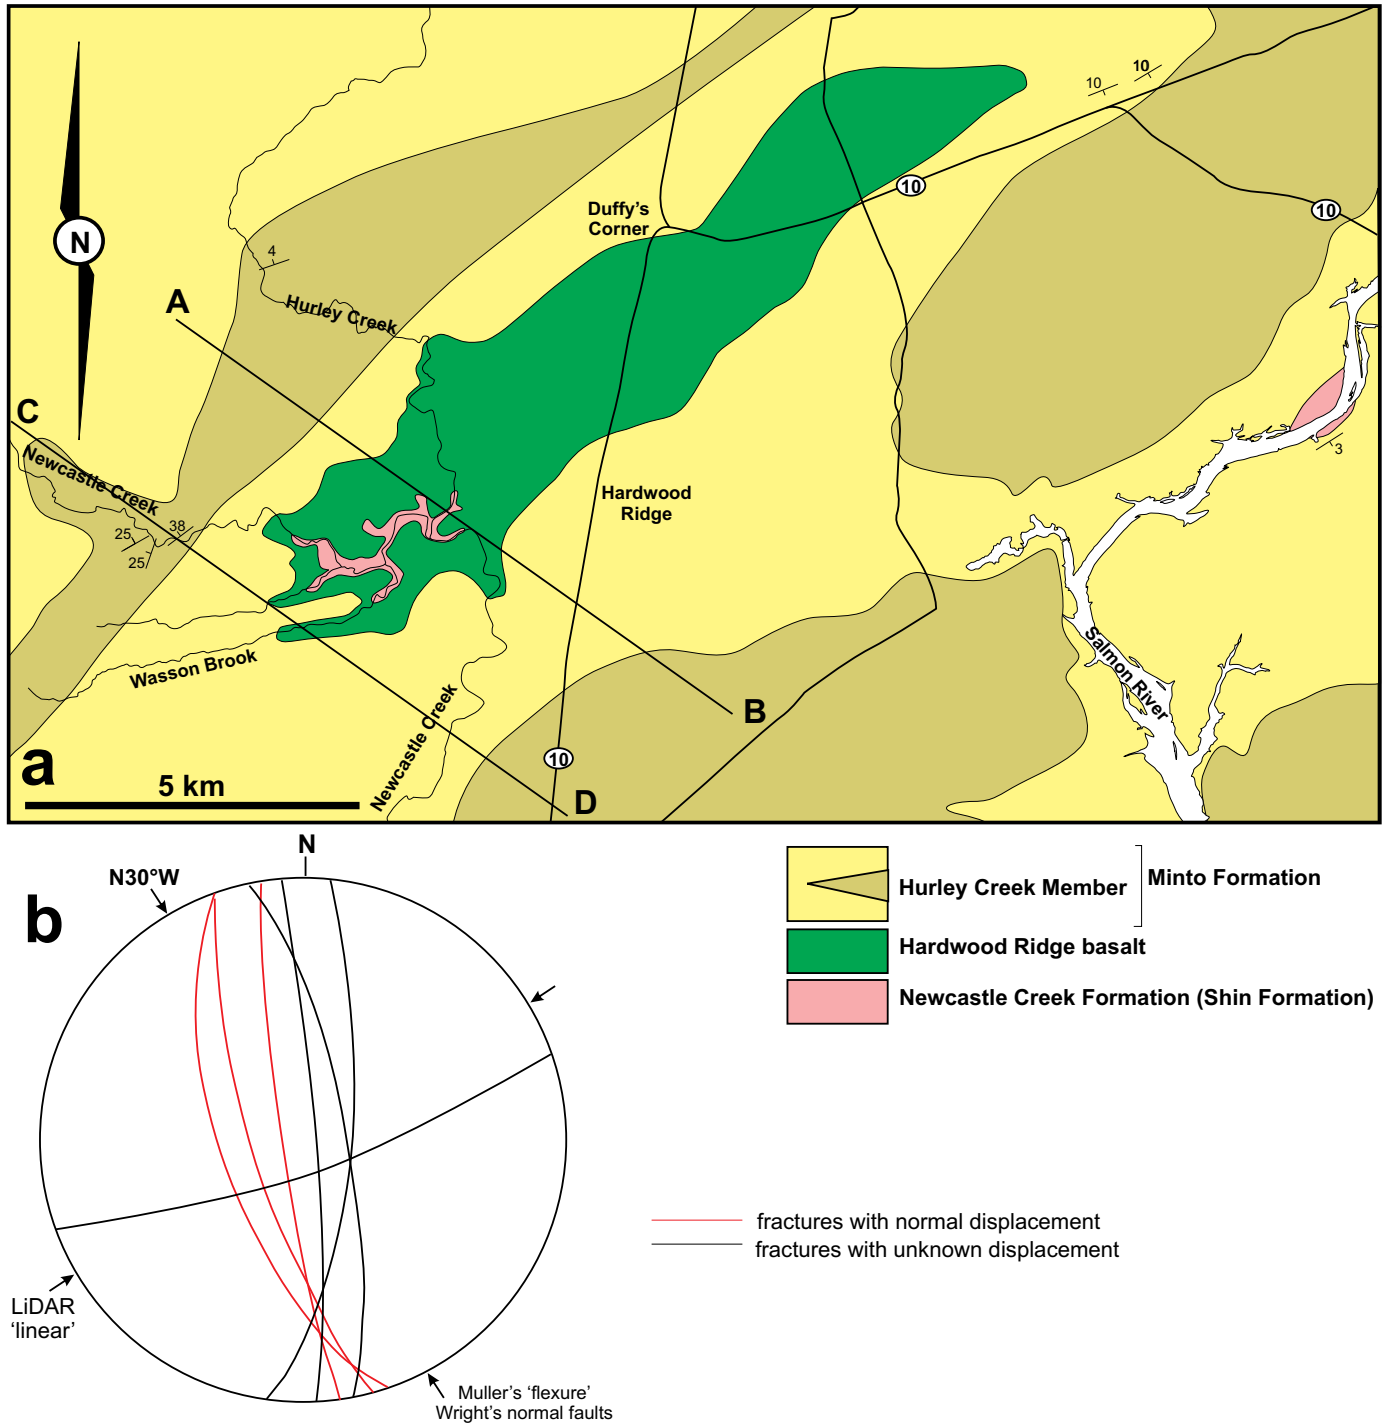 10
10
10
Duffy's
Corner
10
N
4
A
Hurley Creek
C
Newcastle Creek
3
Hardwood
Ridge
38
25
25
Salmon River
Wasson Brook
Newcastle Creek
B
a
10
5 km
D
N
N30°W
b
Hurley Creek Member
Minto Formation
Hardwood Ridge basalt
Newcastle Creek Formation (Shin Formation)
fractures with normal displacement
fractures with unknown displacement
LiDAR
'linear'
Muller's 'flexure'
Wright's normal faults